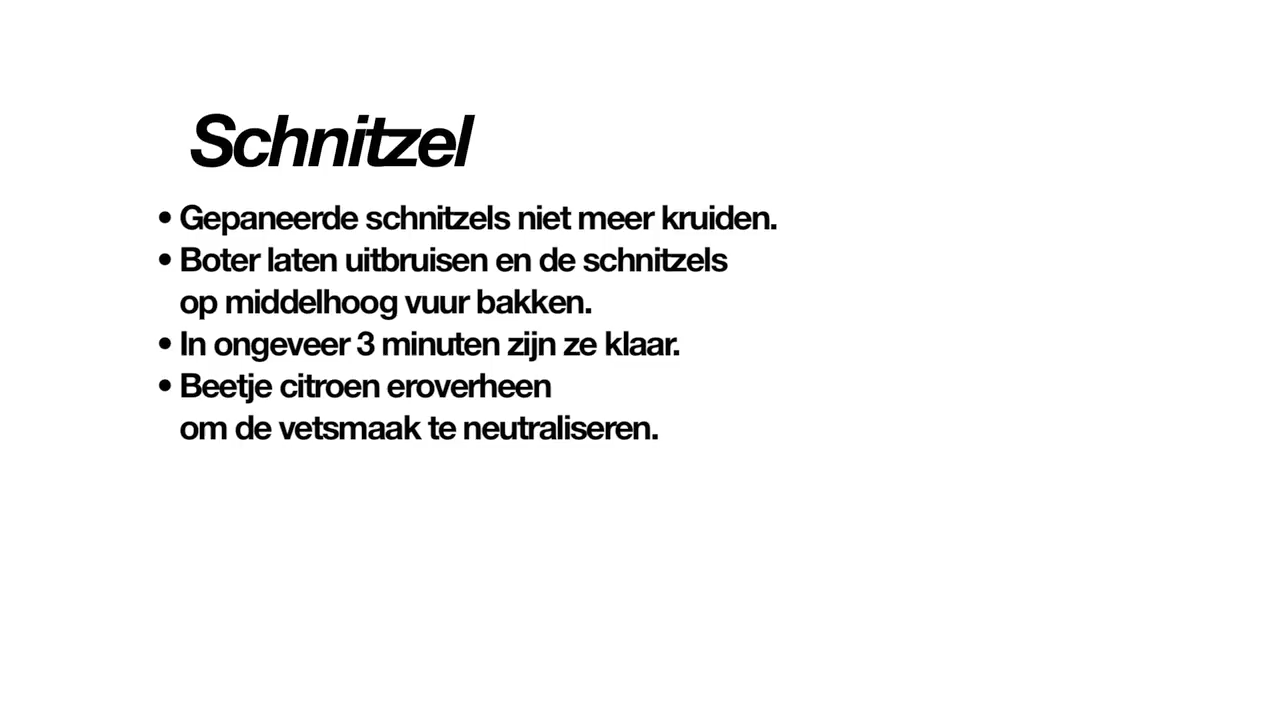 Schnitzel
• Gepaneerde schnitzels niet meer kruiden.
• Boter laten uitbruisen en de schnitzels
op middelhoog vuur bakken.
• In ongeveer 3 minuten zijn ze klaar.
• Beetje citroen eroverheen
om de vetsmaak te neutraliseren.